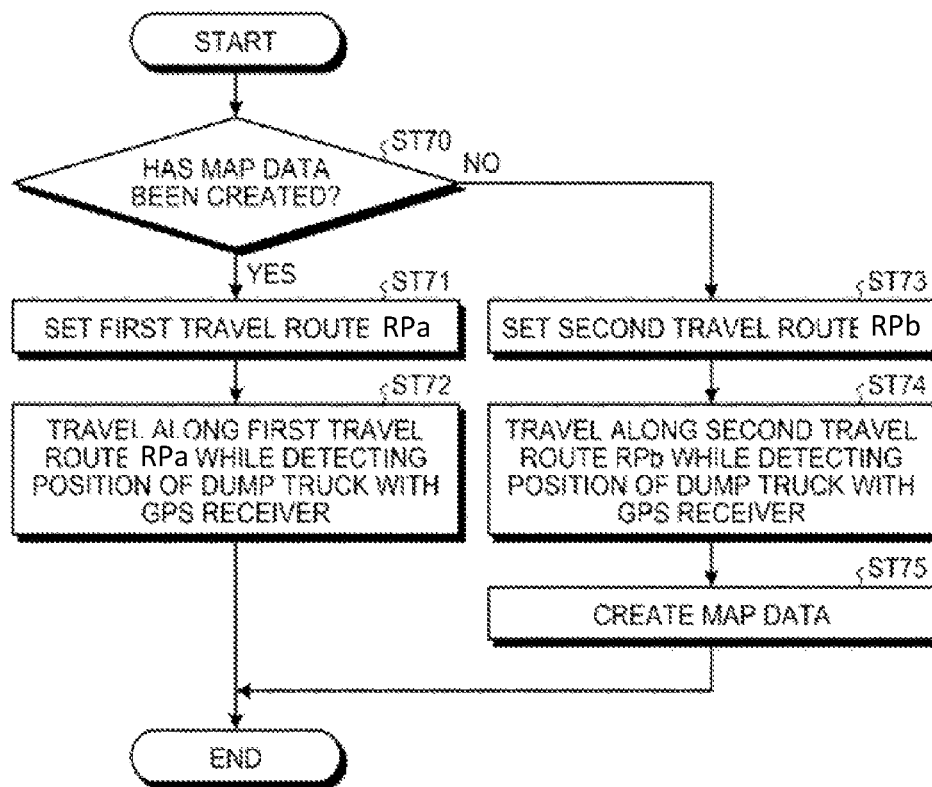 START
ST70
HAS MAP DATA
BEEN CREATED?
NO
YES
ST71
SET FIRST TRAVEL ROUTE RPa
ST72
TRAVEL ALONG FIRST TRAVEL
ROUTE RPa WHILE DETECTING
POSITION OF DUMP TRUCK WITH
GPS RECEIVER
ST73
SET SECOND TRAVEL ROUTE RPb
ST74
TRAVEL ALONG SECOND TRAVEL
ROUTE RPb WHILE DETECTING
POSITION OF DUMP TRUCK WITH
GPS RECEIVER
ST75
CREATE MAP DATA
END